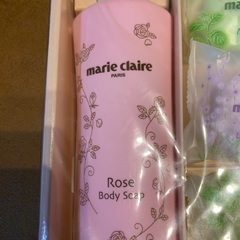 marie claire
PARIS
Rose
Body Soap